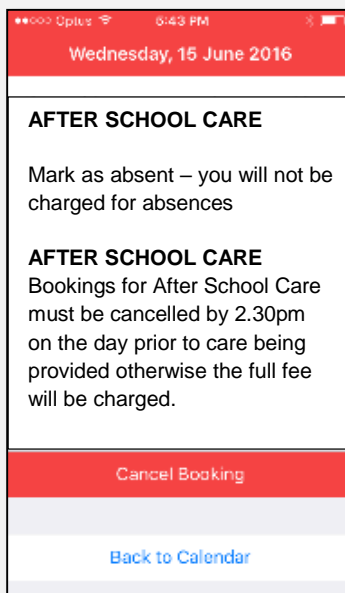 Optus 6:43 PM
Wednesday, 15 June 2016
AFTER SCHOOL CARE
Mark as absent – you will not be
charged for absences
AFTER SCHOOL CARE
Bookings for After School Care
must be cancelled by 2.30pm
on the day prior to care being
provided otherwise the full fee
will be charged.
Cancel Booking
Back to Calendar